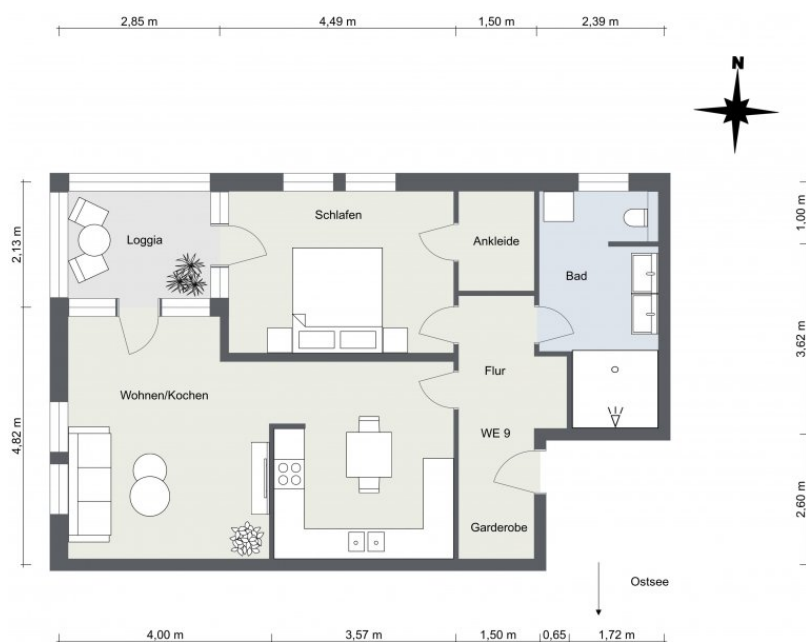 2,85 m
4,49 m
1,50 m
2,39 m
N
Schlafen
Loggia
Ankleide
Bad
2,13 m
1,00 m
3,62 m
Flur
Wohnen/Kochen
WE 9
4,82 m
2,60 m
Garderobe
Ostsee
4,00 m
3,57 m
1,50 m
0,65
1,72 m